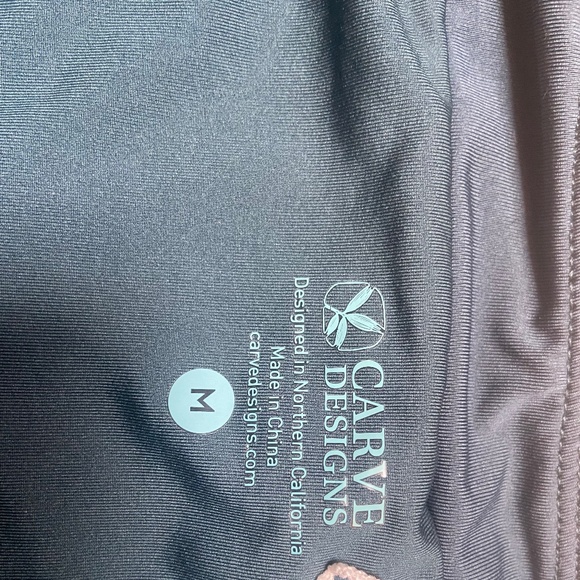 CARVE
DESIGNS
Designed in Northern California
Made in China
carvedesigns.com
M